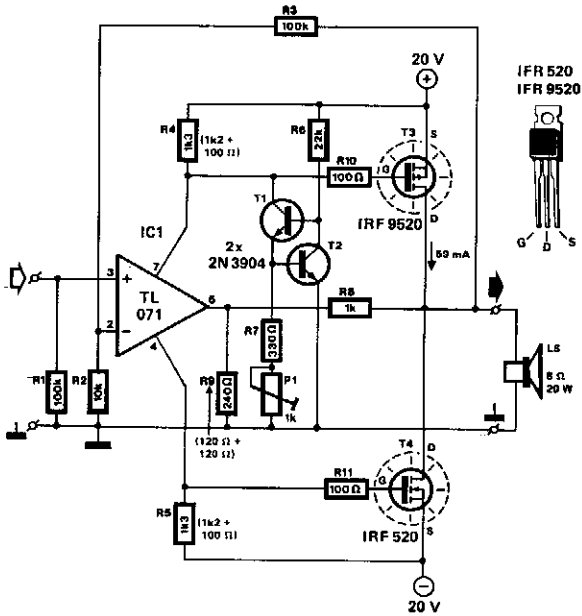 R3
100k
20 V
+
IFR 520
IFR 9520
R4
1k3
(1k2 +
100 Ω)
R6
22k
T3
S
G
D
R10
100Ω
IRF 9520
T1
T2
2x
2N 3904
G D S
59 mA
IC1
7
3
+
TL
071
6
2
−
4
R8
1k
R7
330Ω
P1
1k
R1
100k
R2
10k
R9
240Ω
(120 Ω +
120 Ω)
LS
8 Ω
20 W
T4
D
G
S
R11
100Ω
IRF 520
R5
1k3
(1k2 +
100 Ω)
−
20 V